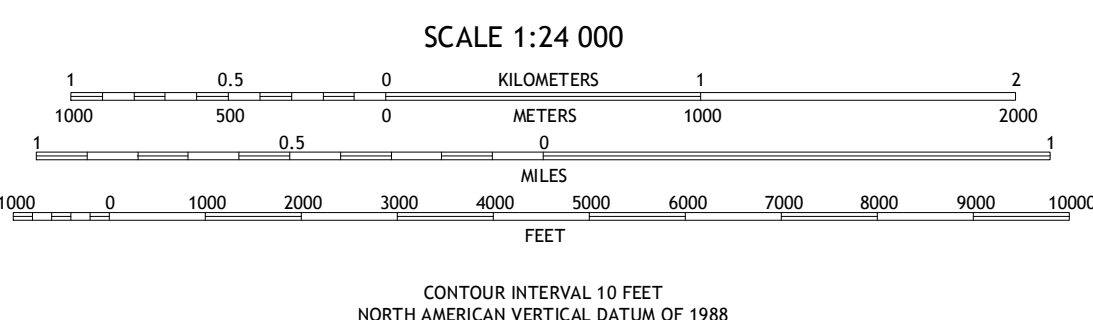 SCALE 1:24 000
1 0.5 0 KILOMETERS 1 2
1000 500 0 METERS 1000 2000
1 0.5 0 1
MILES
1000 0 1000 2000 3000 4000 5000 6000 7000 8000 9000 10000
FEET
CONTOUR INTERVAL 10 FEET
NORTH AMERICAN VERTICAL DATUM OF 1988